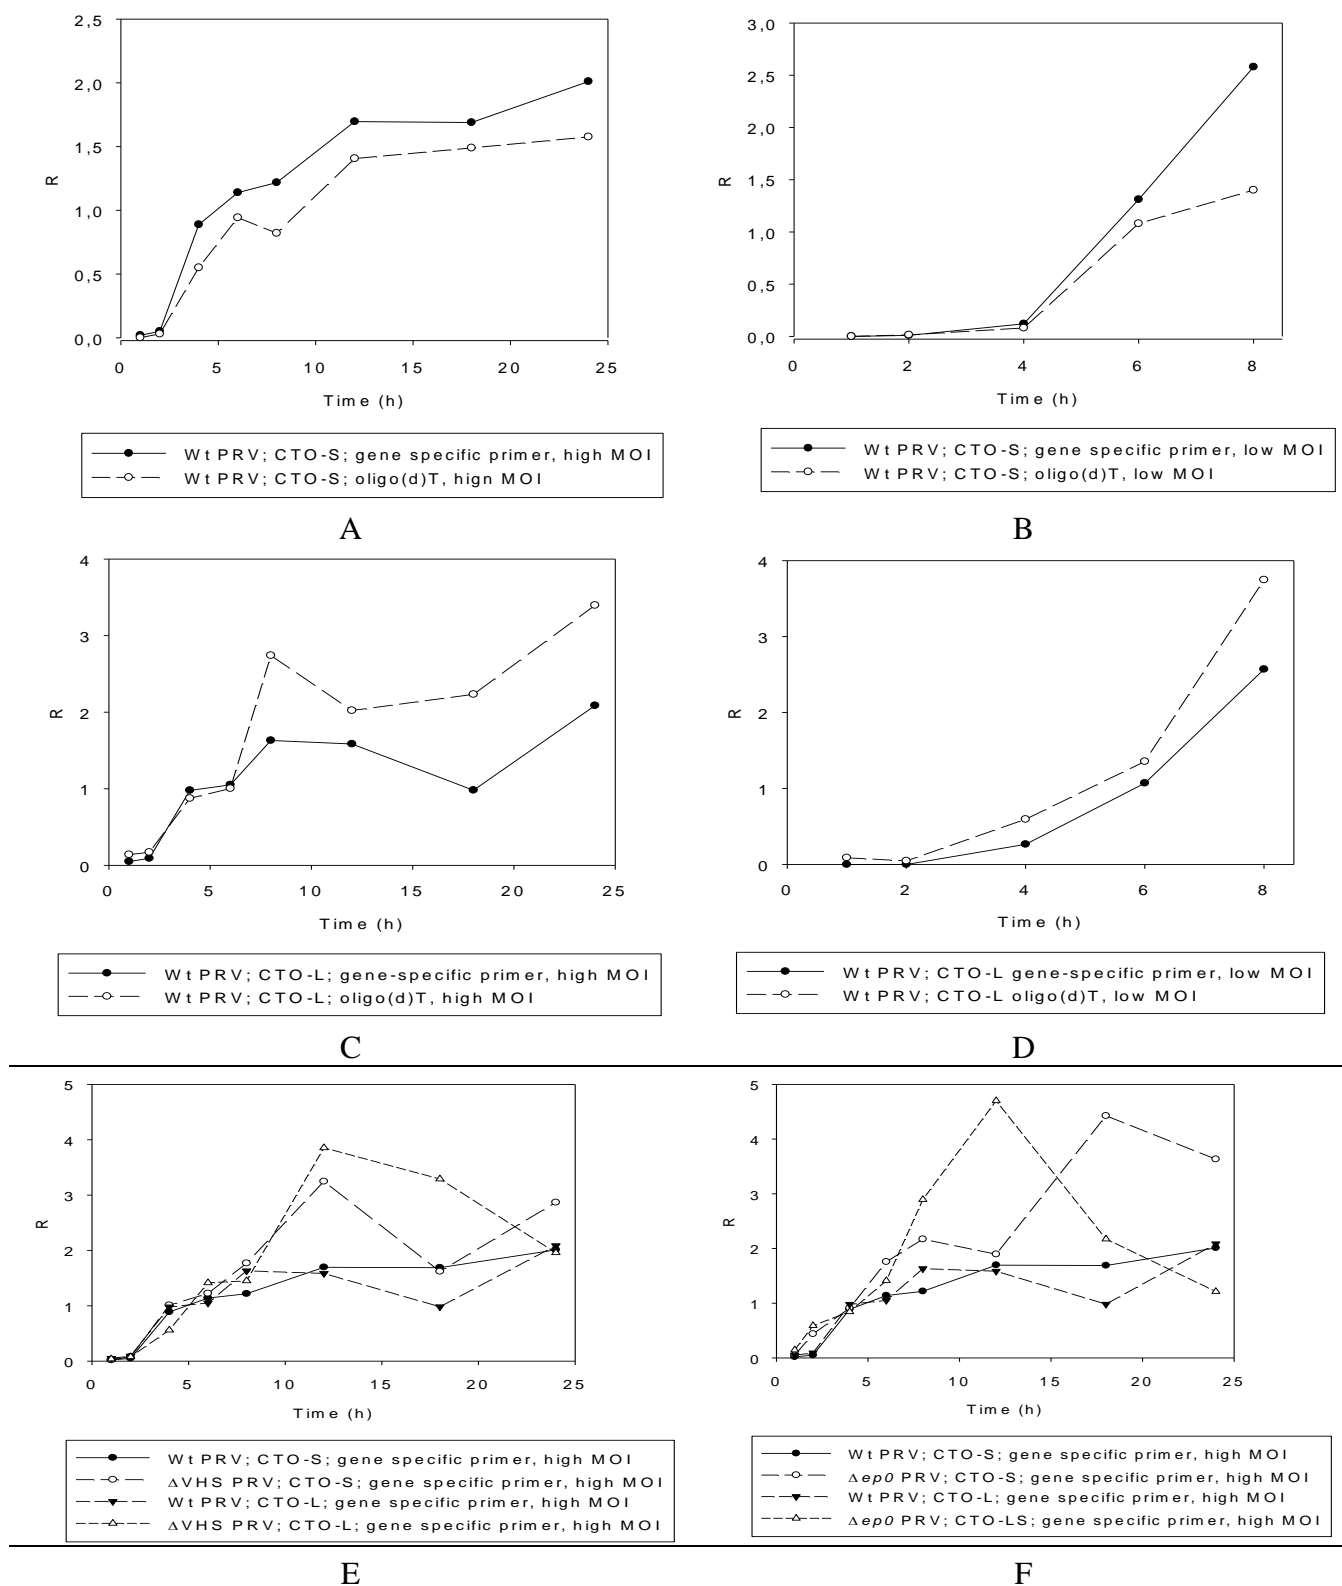 2,5
2,0
1,5
R
1,0
0,5
0,0
0 5 10 15 20 25
Time (h)
Wt PRV; CTO-S; gene specific primer, high MOI
Wt PRV; CTO-S; oligo(d)T, hign MOI
A
3,0
2,5
2,0
R
1,5
1,0
0,5
0,0
0 2 4 6 8
Time (h)
Wt PRV; CTO-S; gene specific primer, low MOI
Wt PRV; CTO-S; oligo(d)T, low MOI
B
4
3
R
2
1
0
0 5 10 15 20 25
Time (h)
Wt PRV; CTO-L; gene-specific primer, high MOI
Wt PRV; CTO-L; oligo(d)T, high MOI
C
4
3
R
2
1
0
0 2 4 6 8
Time (h)
Wt PRV; CTO-L gene-specific primer, low MOI
Wt PRV; CTO-L oligo(d)T, low MOI
D
5
4
3
R
2
1
0
0 5 10 15 20 25
Time (h)
Wt PRV; CTO-S; gene specific primer, high MOI
ΔVHS PRV; CTO-S; gene specific primer, high MOI
Wt PRV; CTO-L; gene specific primer, high MOI
ΔVHS PRV; CTO-L; gene specific primer, high MOI
E
5
4
3
R
2
1
0
0 5 10 15 20 25
Time (h)
Wt PRV; CTO-S; gene specific primer, high MOI
Δep0 PRV; CTO-S; gene specific primer, high MOI
Wt PRV; CTO-L; gene specific primer, high MOI
Δep0 PRV; CTO-LS; gene specific primer, high MOI
F